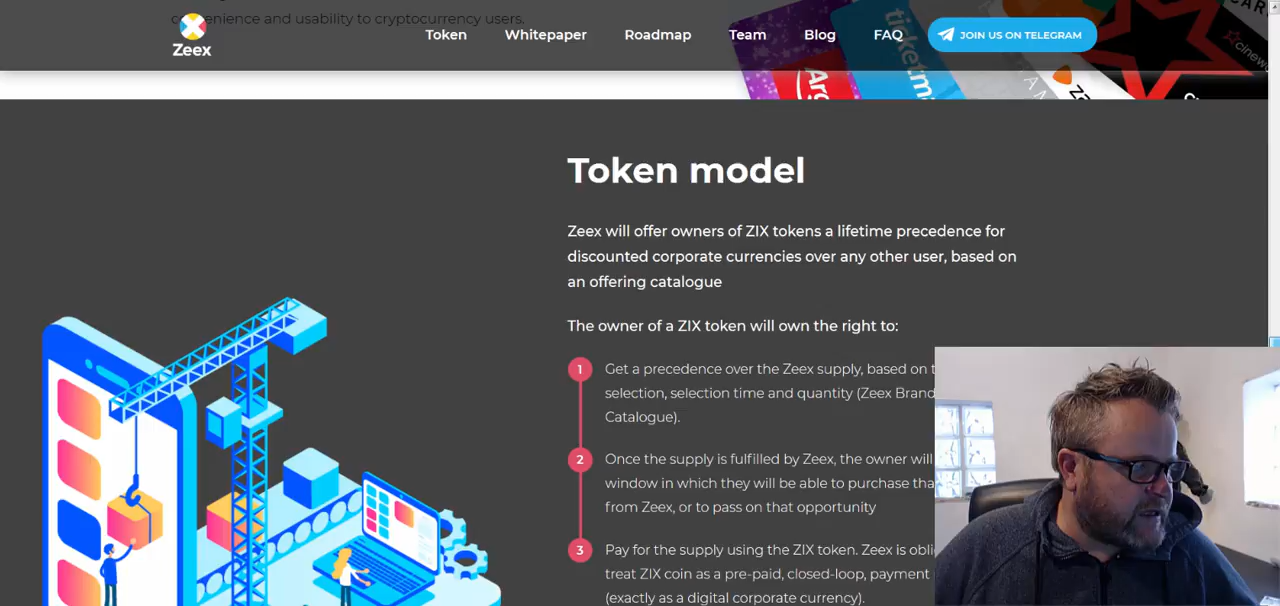 convenience and usability to cryptocurrency users.
Zeex
Token Whitepaper Roadmap Team Blog FAQ JOIN US ON TELEGRAM
ticketma
cinew
Token model
Zeex will offer owners of ZIX tokens a lifetime precedence for
discounted corporate currencies over any other user, based on
an offering catalogue
The owner of a ZIX token will own the right to:
1 Get a precedence over the Zeex supply, based on
selection, selection time and quantity (Zeex Brand
Catalogue).
2 Once the supply is fulfilled by Zeex, the owner will
window in which they will be able to purchase tha
from Zeex, or to pass on that opportunity
3 Pay for the supply using the ZIX token. Zeex is obli
treat ZIX coin as a pre-paid, closed-loop, payment
(exactly as a digital corporate currency).